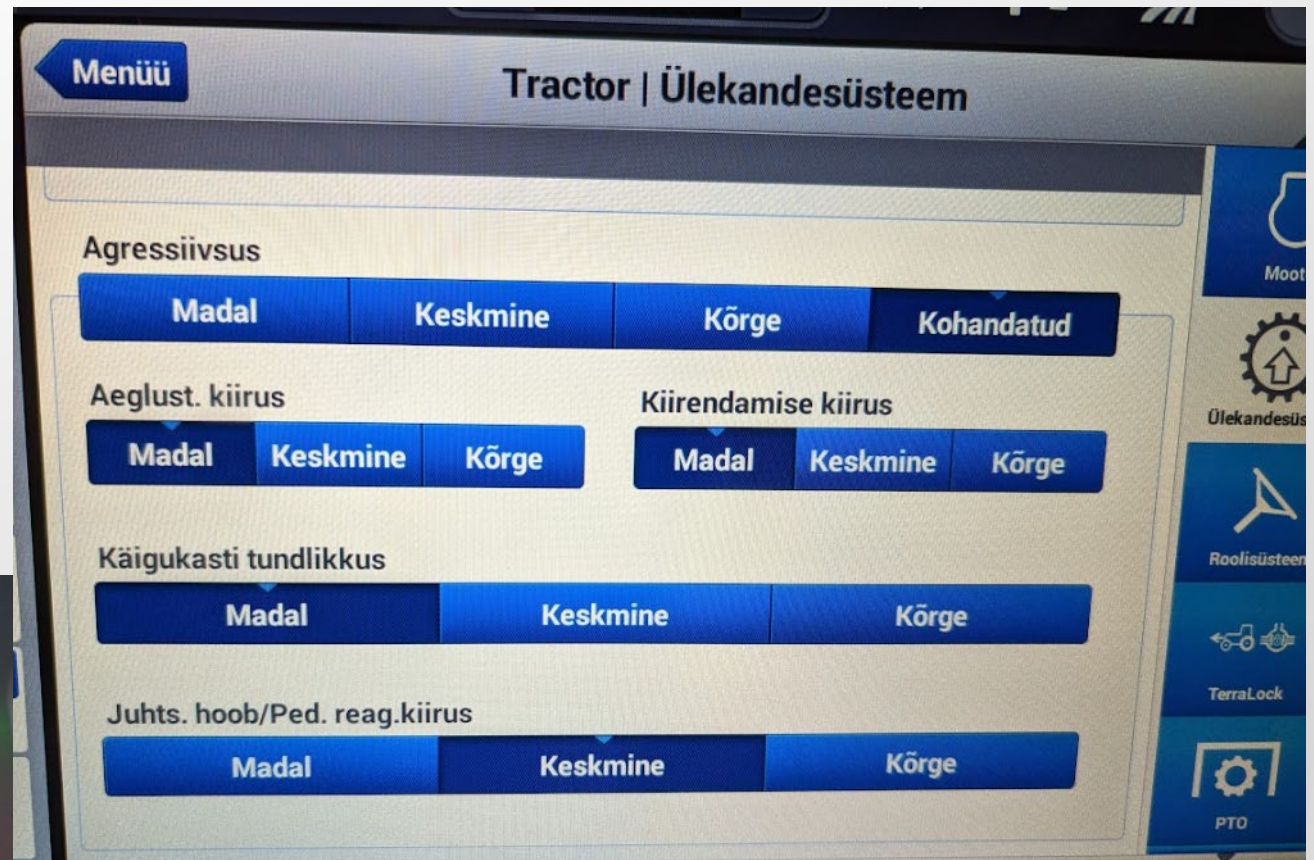 Menüü
Tractor | Ülekandesüsteem
Agressiivsus
Madal Keskmine Kõrge Kohandatud
Aeglust. kiirus Kiirendamise kiirus
Madal Keskmine Kõrge Madal Keskmine Kõrge
Käigukasti tundlikkus
Madal Keskmine Kõrge
Juhts. hoob/Ped. reag.kiirus
Madal Keskmine Kõrge
Moot
Ülekandesüs
Roolisüsteem
TerraLock
PTO